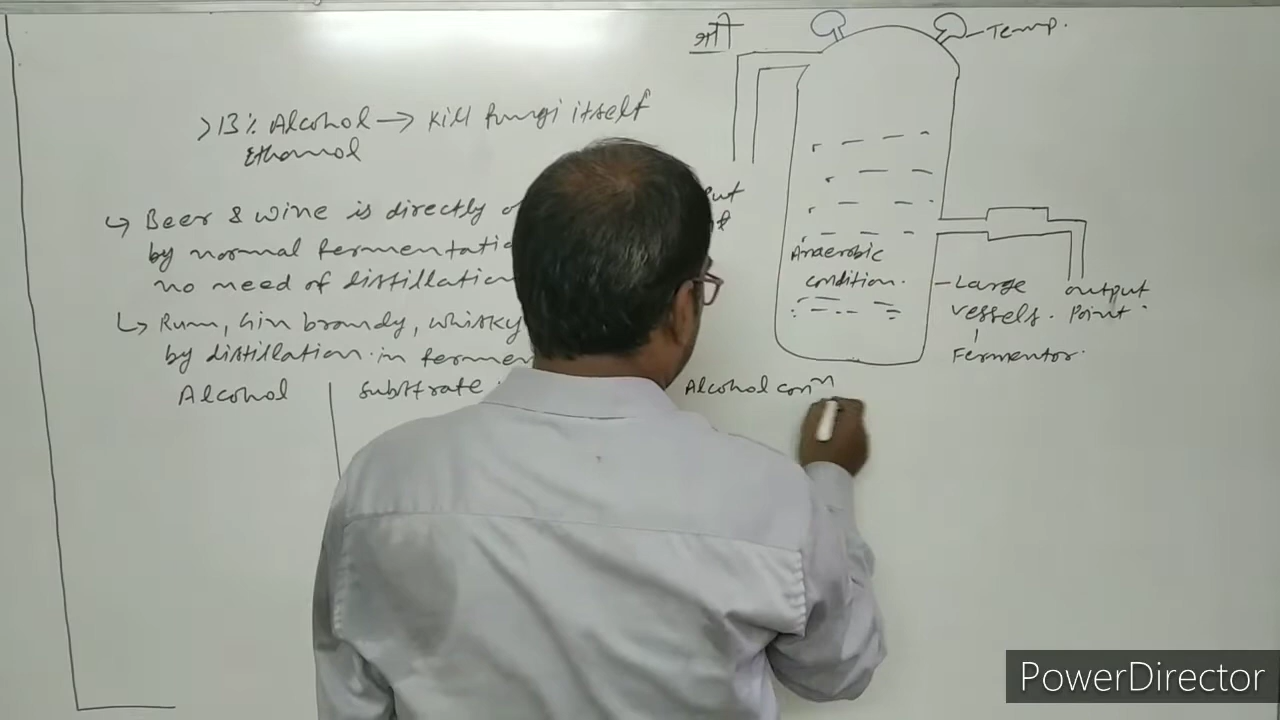 >13% Alcohol → Kill fungi itself
Ethanol
↳ Beer & wine is directly
by normal fermentatio
no need of distillation
↳ Rum, Gin brandy, whisky
by distillation in fermen
Alcohol
Substrate
Alcohol conⁿ
Temp.
Anaerobic
condition.
Large
vessels.
Fermentor.
output
Point.
PowerDirector